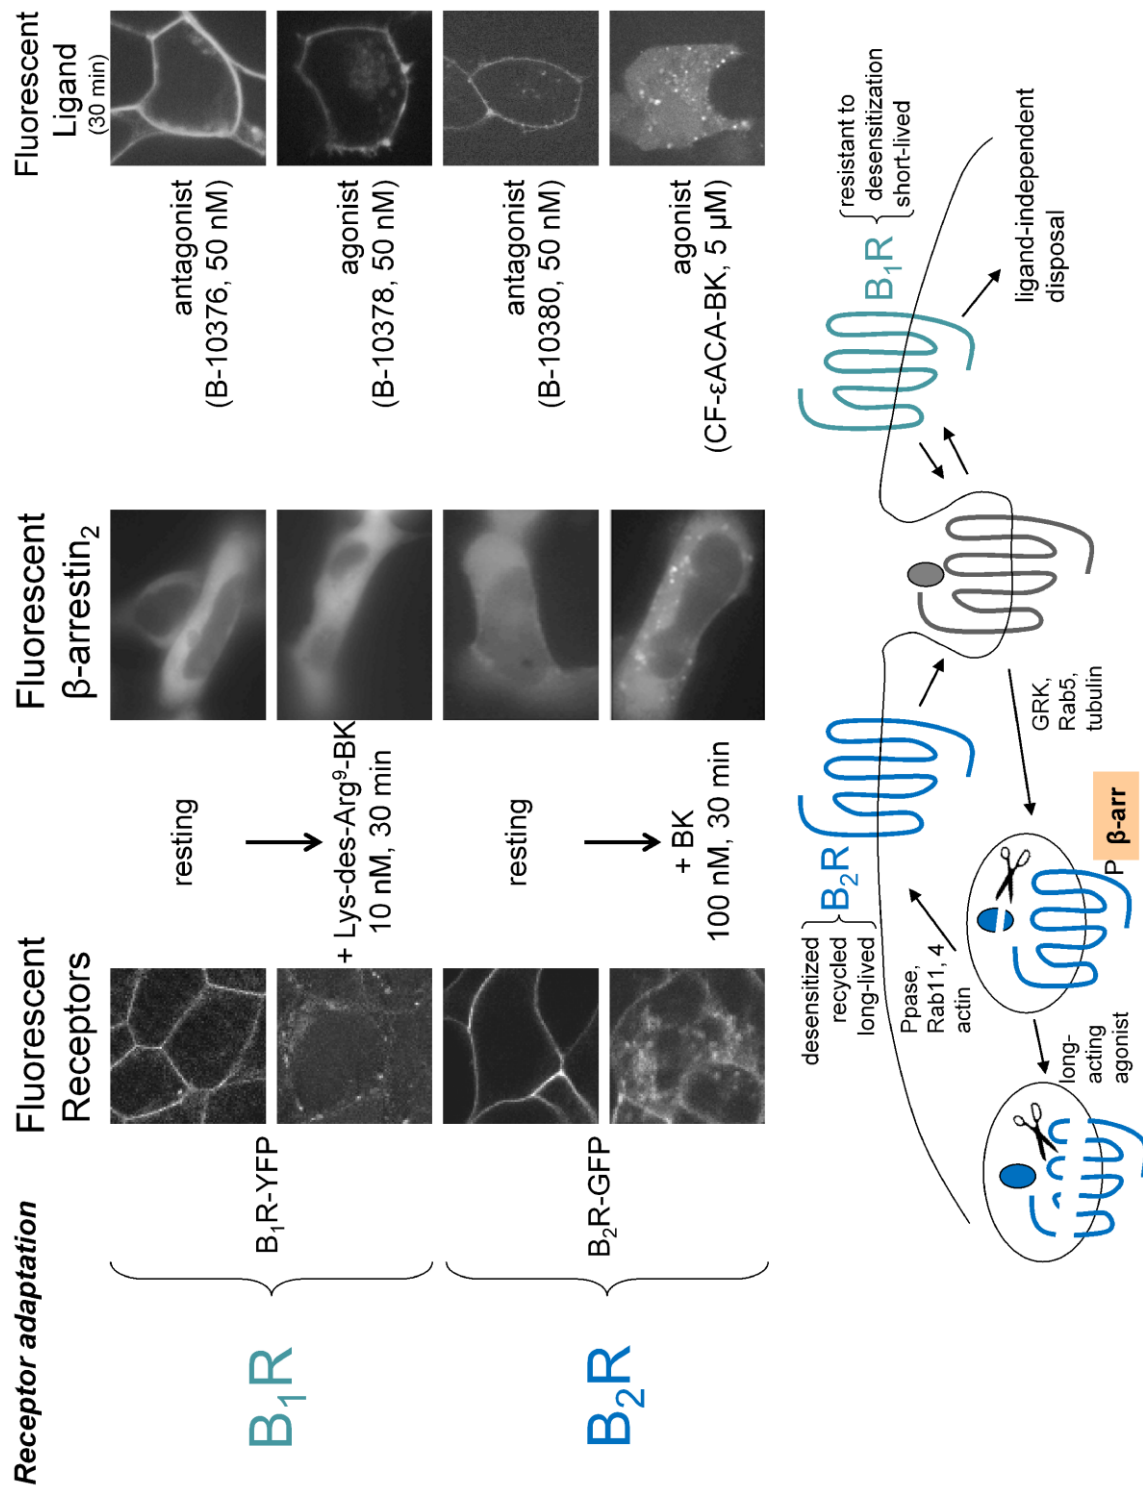 Receptor adaptation
Fluorescent
Receptors
Fluorescent
β-arrestin₂
Fluorescent
Ligand
(30 min)
B₁R
B₁R-YFP
resting
+ Lys-des-Arg⁹-BK
10 nM, 30 min
antagonist
(B-10376, 50 nM)
agonist
(B-10378, 50 nM)
B₂R
B₂R-GFP
resting
+ BK
100 nM, 30 min
antagonist
(B-10380, 50 nM)
agonist
(CF-εACA-BK, 5 µM)
desensitized
recycled
long-lived
B₂R
B₁R
resistant to
desensitization
short-lived
Ppase,
Rab11, 4
actin
ligand-independent
disposal
GRK,
Rab5,
tubulin
P
β-arr
long-
acting
agonist